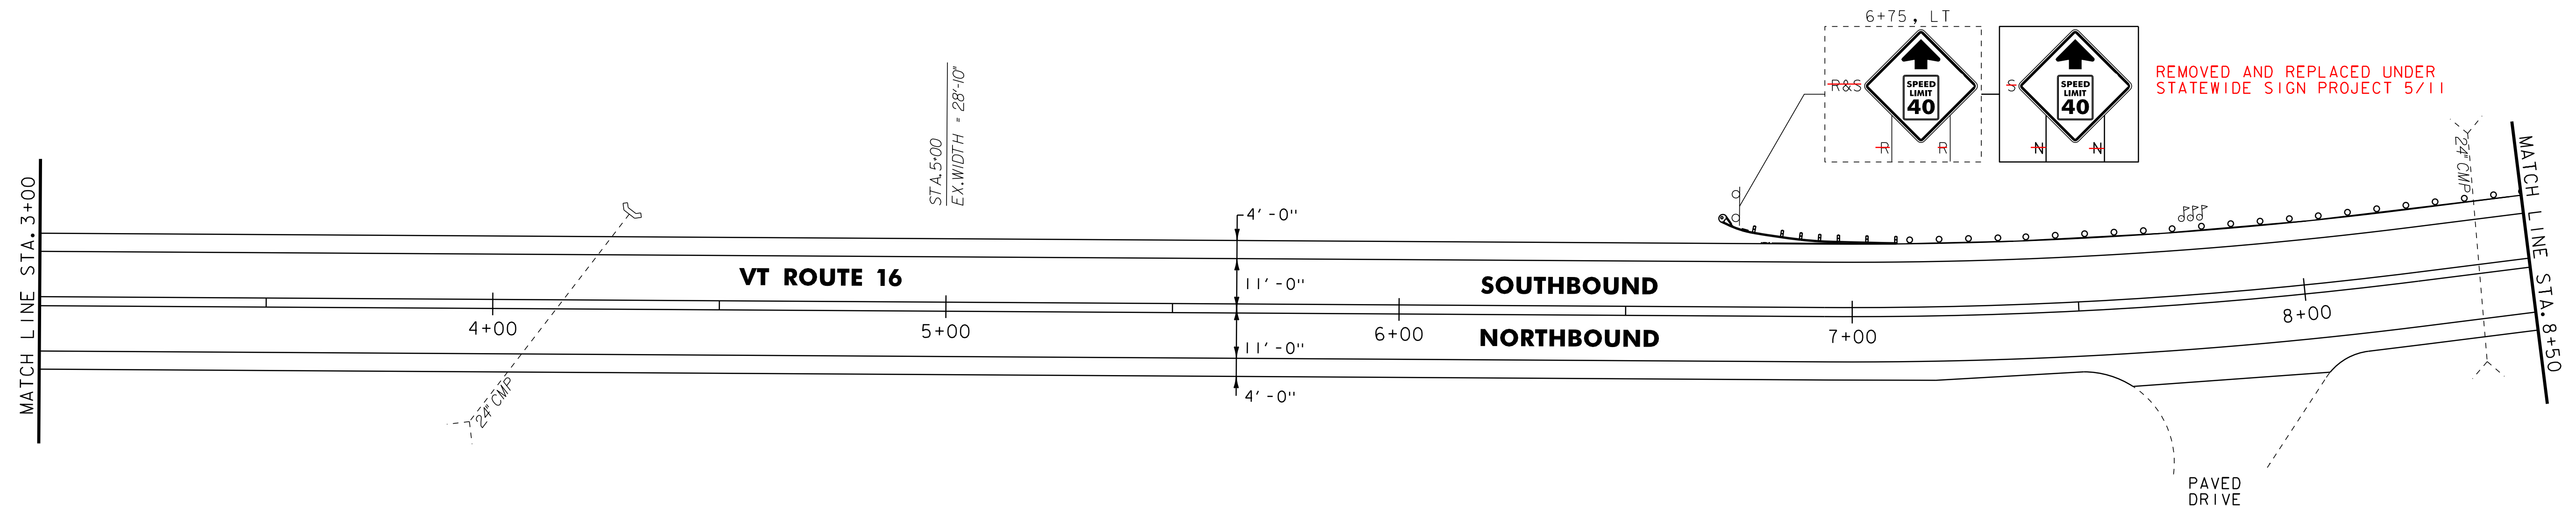 6+75, LT
R&S
SPEED
LIMIT
40
R R
S
SPEED
LIMIT
40
N N
REMOVED AND REPLACED UNDER
STATEWIDE SIGN PROJECT 5/11
MATCH LINE STA. 3+00
STA. 5+00
EX. WIDTH = 28'-10"
4'-0"
11'-0"
11'-0"
4'-0"
VT ROUTE 16
SOUTHBOUND
NORTHBOUND
4+00
5+00
6+00
7+00
8+00
24" CMP
24" CMP
MATCH LINE STA. 8+50
PAVED
DRIVE